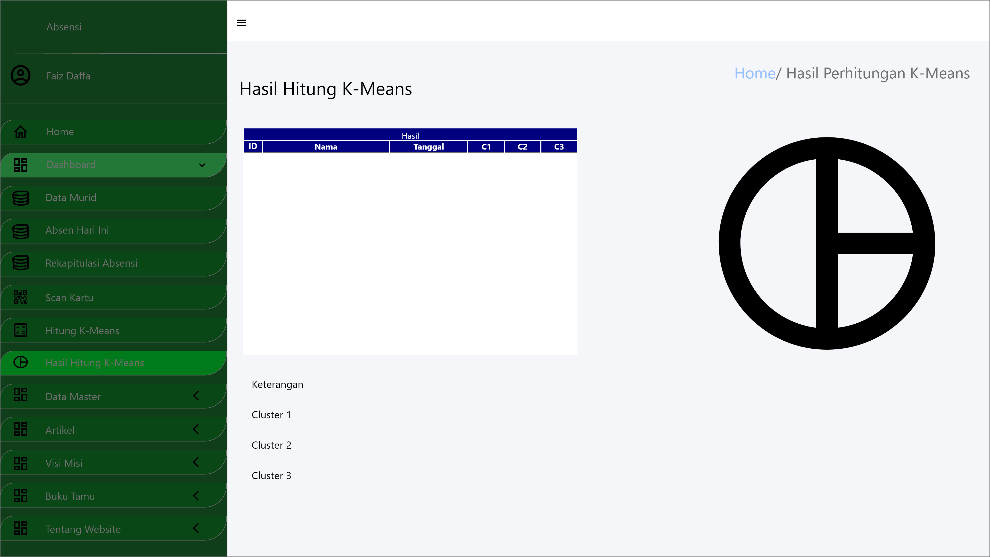 Absensi
Faiz Daffa
Home
Dashboard
Data Murid
Absen Hari Ini
Rekapitulasi Absensi
Scan Kartu
Hitung K-Means
Hasil Hitung K-Means
Data Master
Artikel
Visi Misi
Buku Tamu
Tentang Website
Home/ Hasil Perhitungan K-Means
Hasil Hitung K-Means
Hasil
ID Nama Tanggal C1 C2 C3
Keterangan
Cluster 1
Cluster 2
Cluster 3